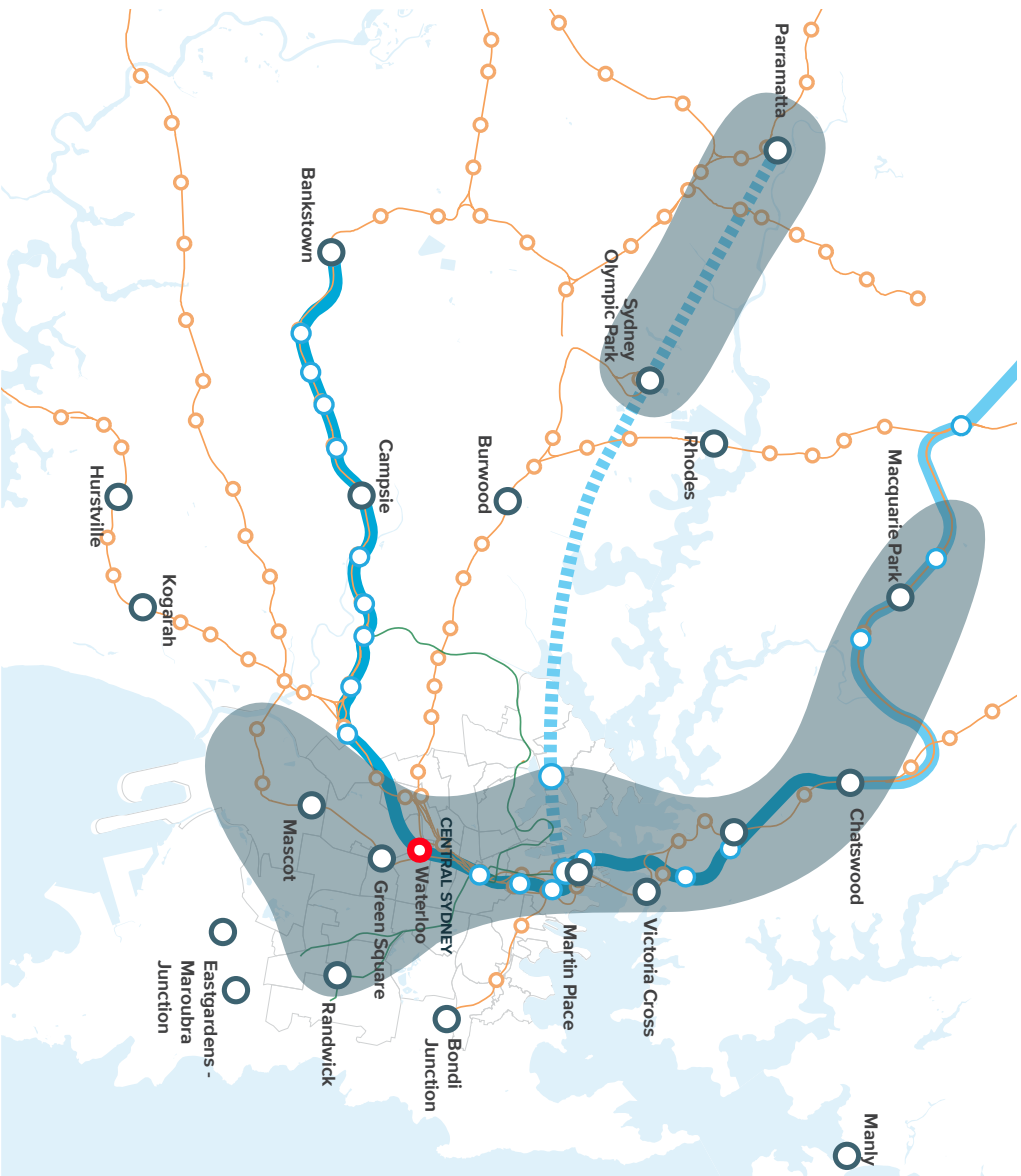 Macquarie Park
Manly
Chatswood
Parramatta
Rhodes
Victoria Cross
Sydney
Olympic Park
Martin Place
Burwood
Bondi
Junction
CENTRAL SYDNEY
Waterloo
Campsie
Green Square
Randwick
Bankstown
Mascot
Eastgardens -
Maroubra
Junction
Kogarah
Hurstville